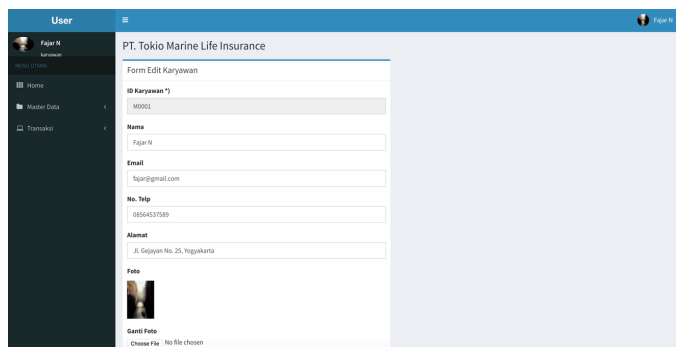 User
Fajar N
Fajar N
karyawan
MENU UTAMA
Home
Master Data
Transaksi
PT. Tokio Marine Life Insurance
Form Edit Karyawan
ID Karyawan *)
M0001
Nama
Fajar N
Email
fajar@gmail.com
No. Telp
08564537589
Alamat
Jl. Gejayan No. 25, Yogyakarta
Foto
Ganti Foto
Choose File No file chosen